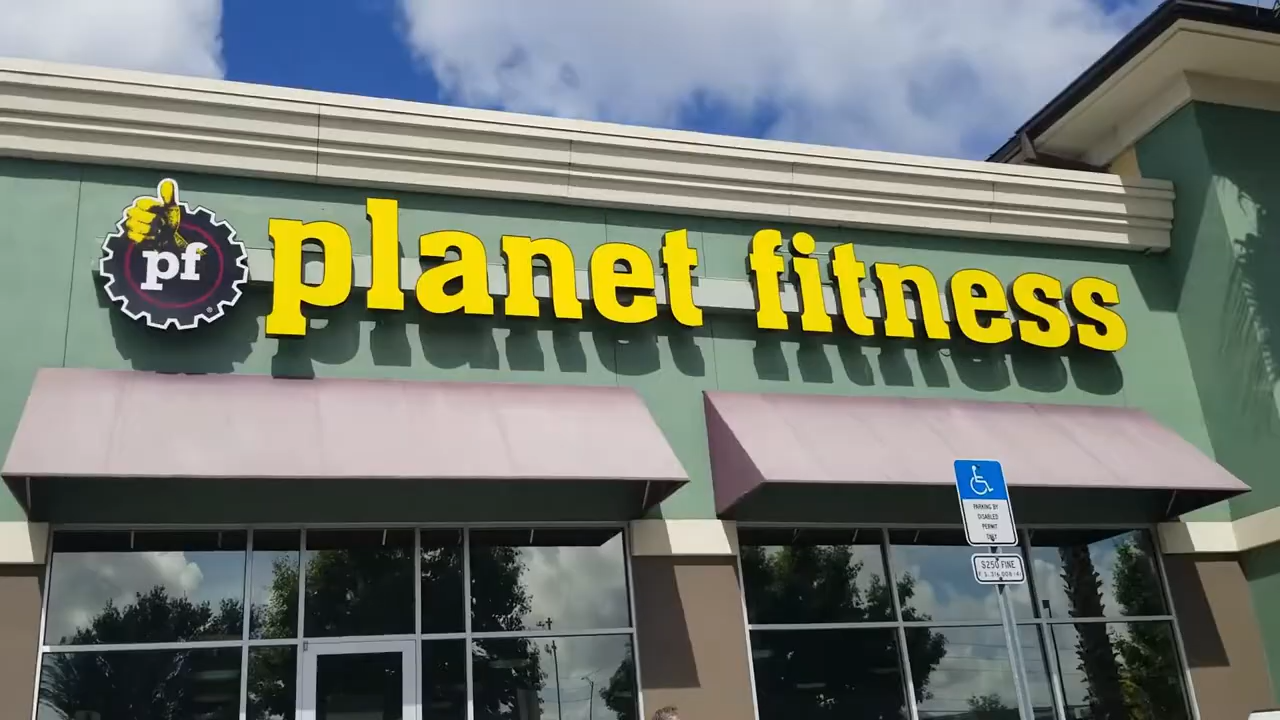 pf
planet fitness
PARKING BY
DISABLED
PERMIT
ONLY
$250 FINE